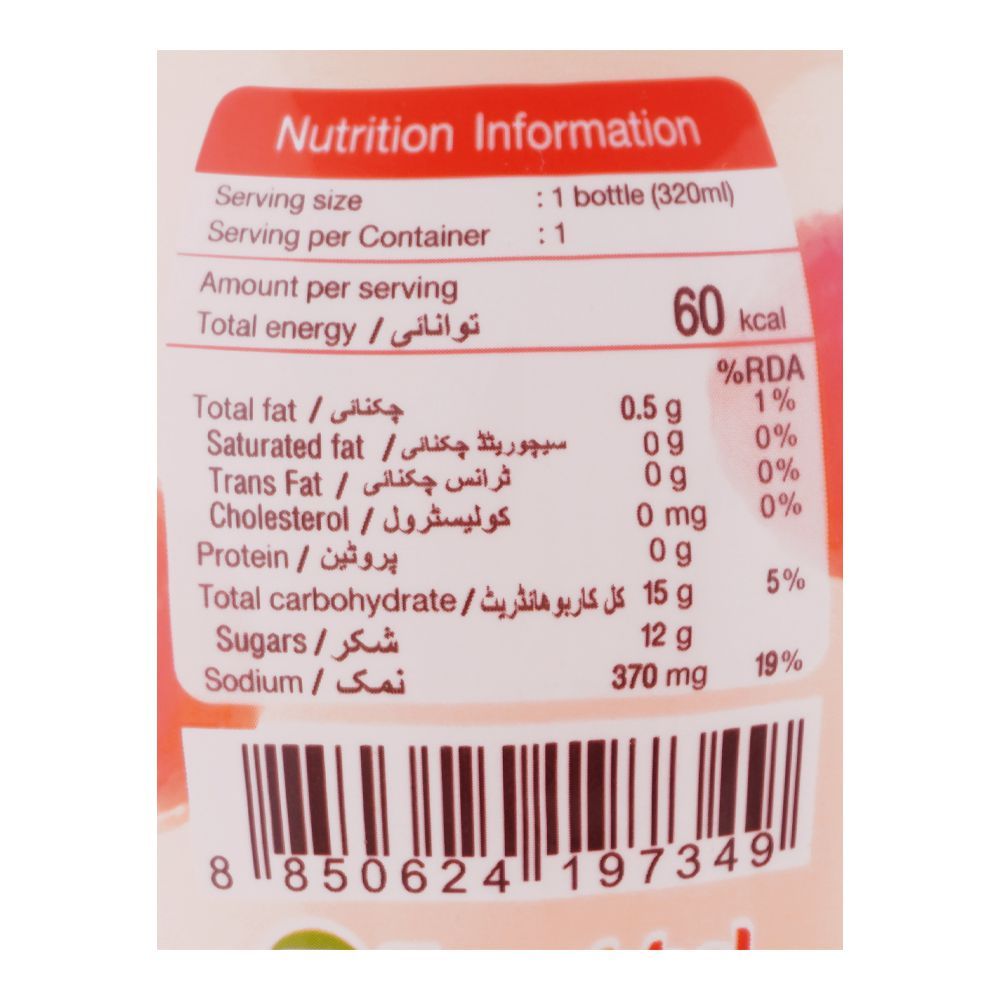 Nutrition Information
Serving size : 1 bottle (320ml)
Serving per Container : 1
Amount per serving
Total energy / توانائی 60 kcal
%RDA
Total fat / چکنائی 0.5 g 1%
Saturated fat / سیچوریٹڈ چکنائی 0 g 0%
Trans Fat / ٹرانس چکنائی 0 g 0%
Cholesterol / کولیسٹرول 0 mg 0%
Protein / پروٹین 0 g
Total carbohydrate / کل کاربوھائڈریٹ 15 g 5%
Sugars / شکر 12 g
Sodium / نمک 370 mg 19%
8 850624 197349